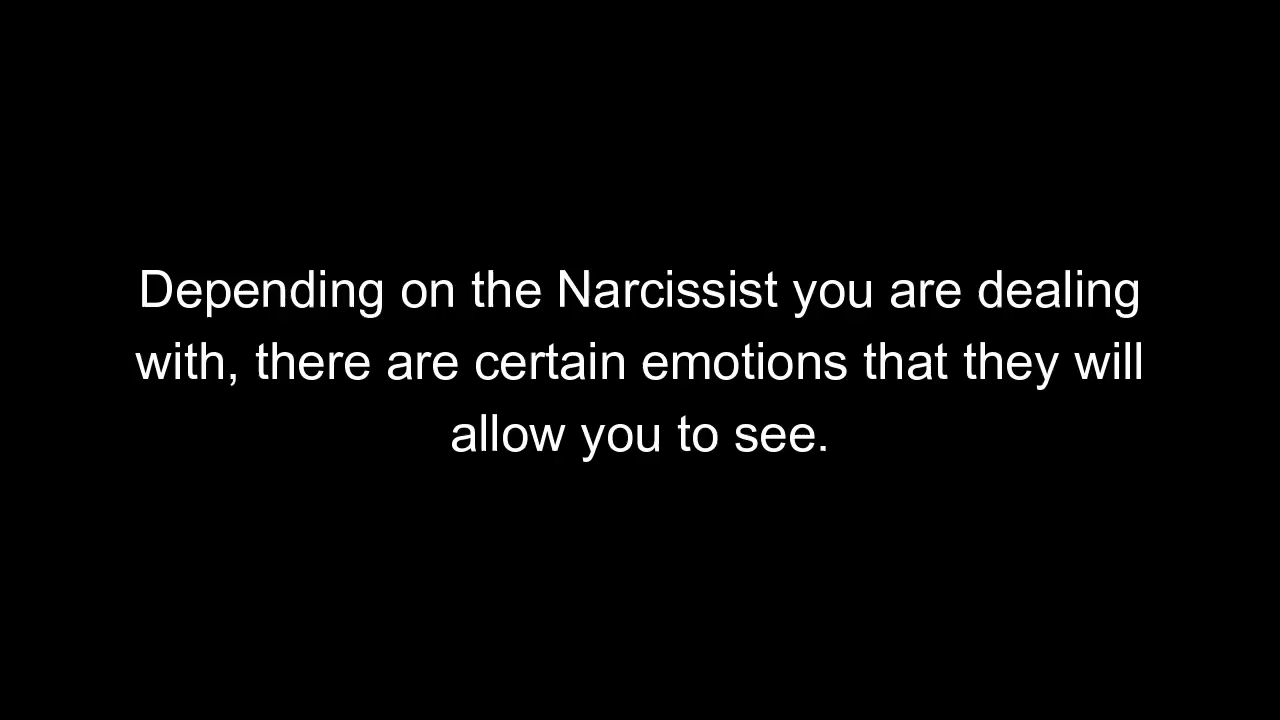 Depending on the Narcissist you are dealing
with, there are certain emotions that they will
allow you to see.